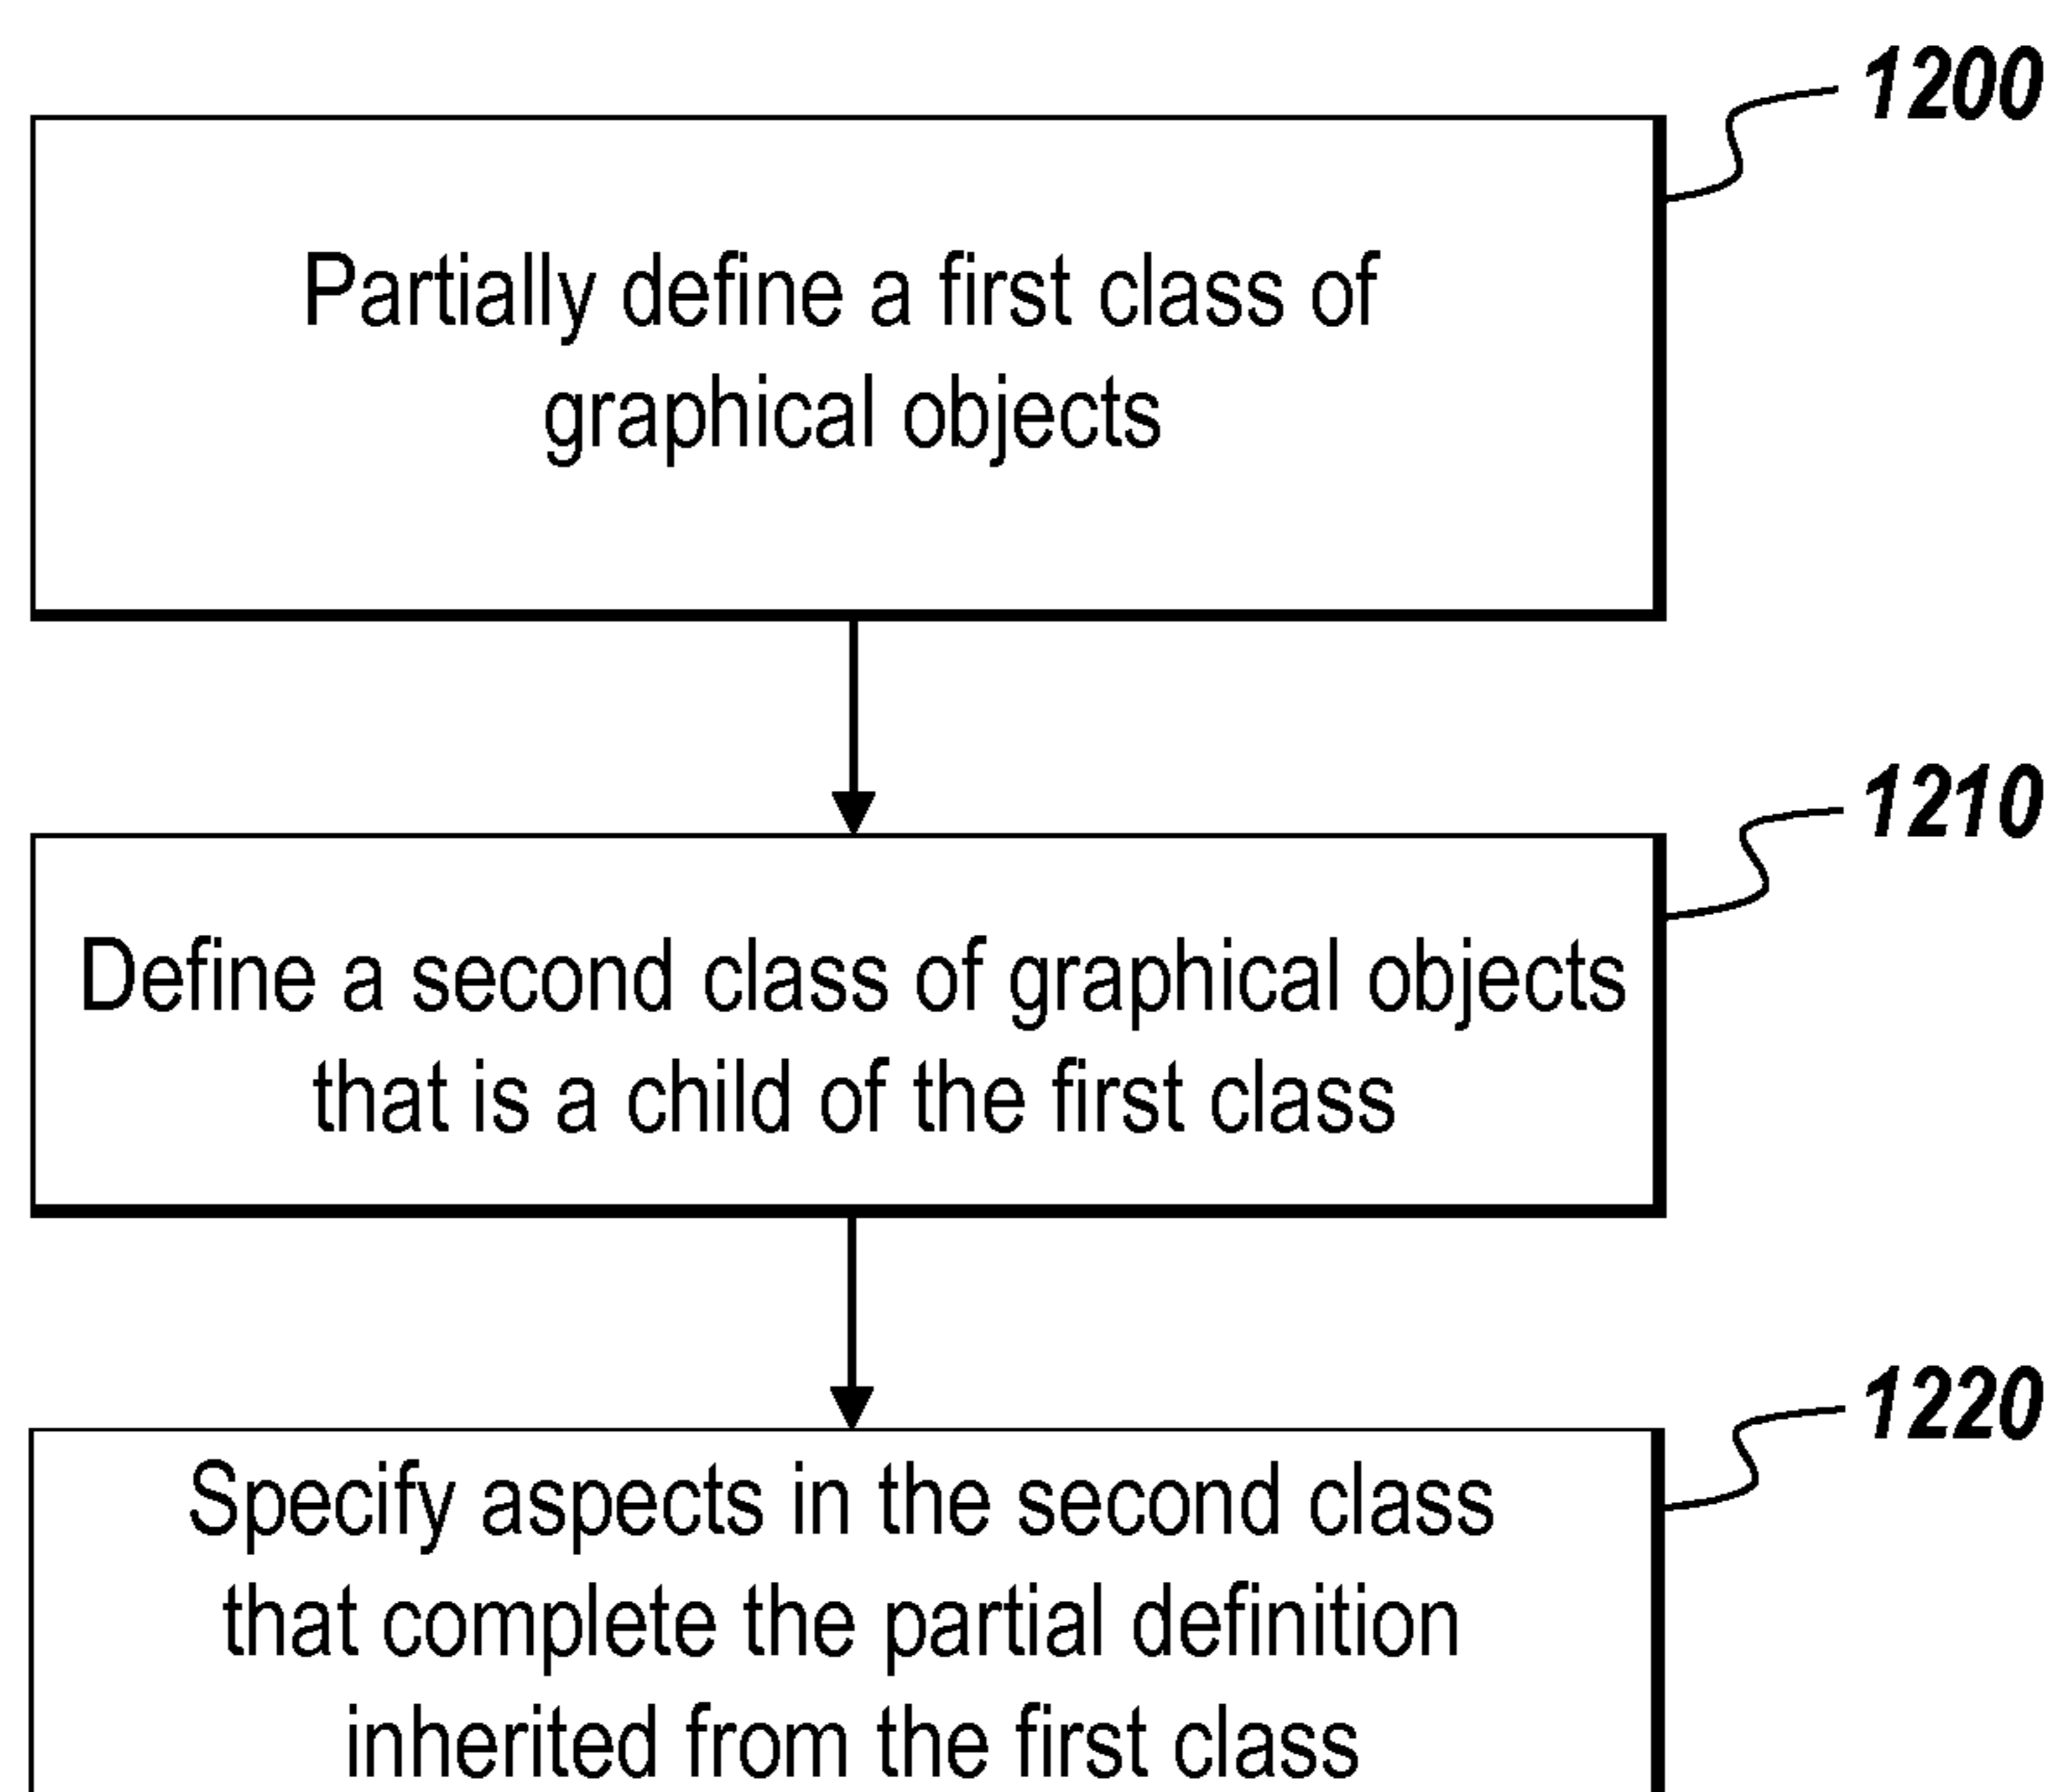 1200
Partially define a first class of
graphical objects
1210
Define a second class of graphical objects
that is a child of the first class
1220
Specify aspects in the second class
that complete the partial definition
inherited from the first class